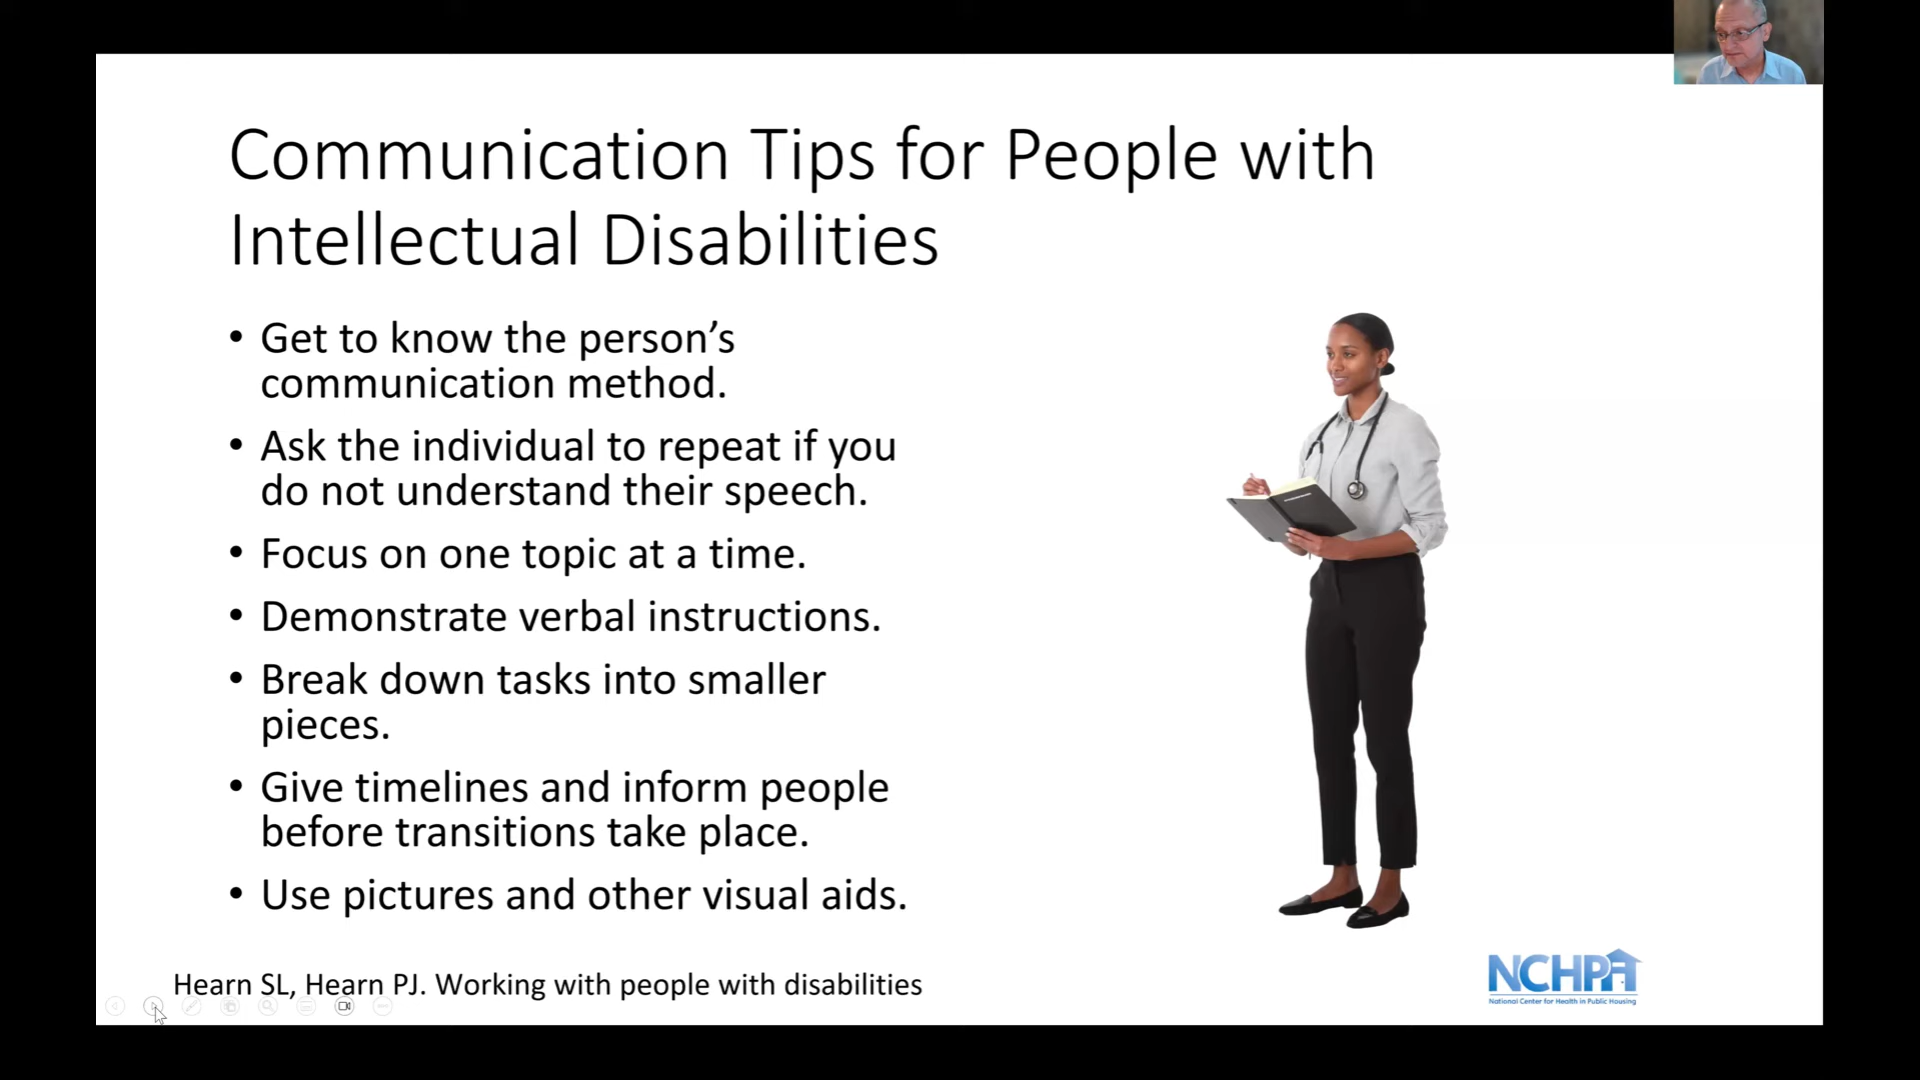 Communication Tips for People with
Intellectual Disabilities
• Get to know the person’s
communication method.
• Ask the individual to repeat if you
do not understand their speech.
• Focus on one topic at a time.
• Demonstrate verbal instructions.
• Break down tasks into smaller
pieces.
• Give timelines and inform people
before transitions take place.
• Use pictures and other visual aids.
Hearn SL, Hearn PJ. Working with people with disabilities
NCHPH
National Center for Health in Public Housing